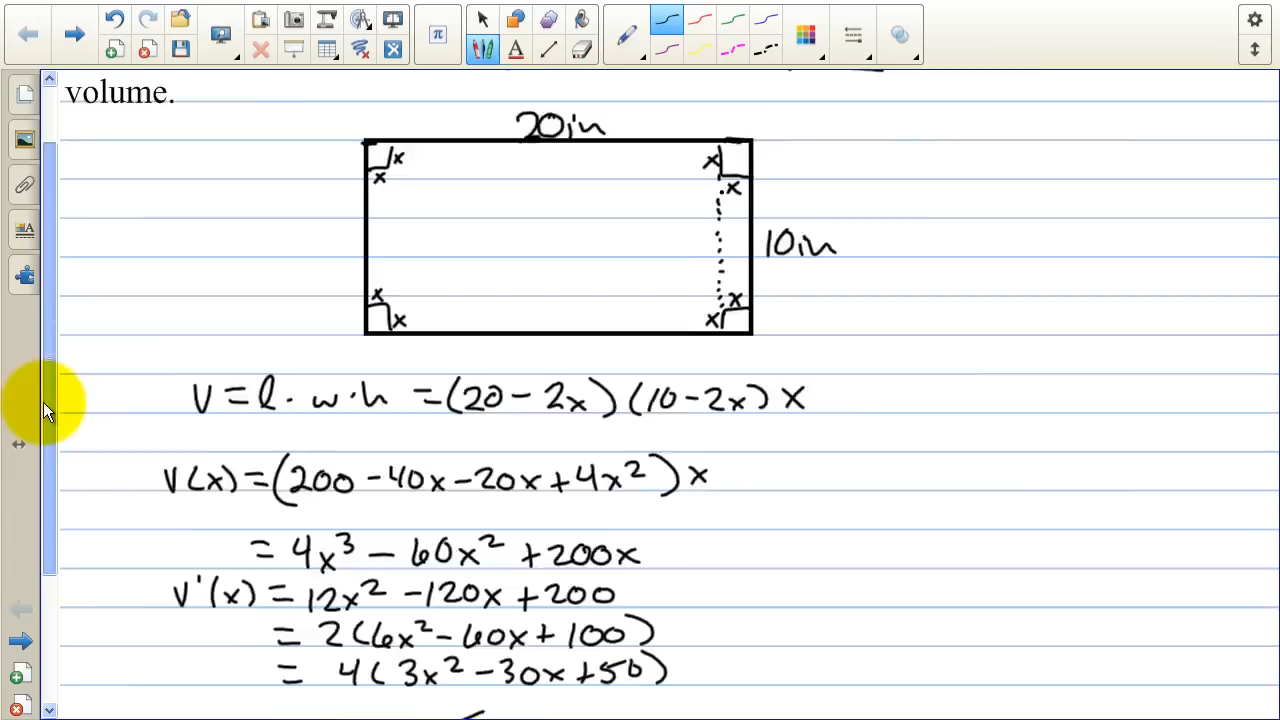 volume.
20in
x x
x x
10in
x x
x x
V = l · w · h = (20 - 2x)(10 - 2x) x
V(x) = (200 - 40x - 20x + 4x²) x
= 4x³ - 60x² + 200x
V'(x) = 12x² - 120x + 200
= 2(6x² - 60x + 100)
= 4(3x² - 30x + 50)